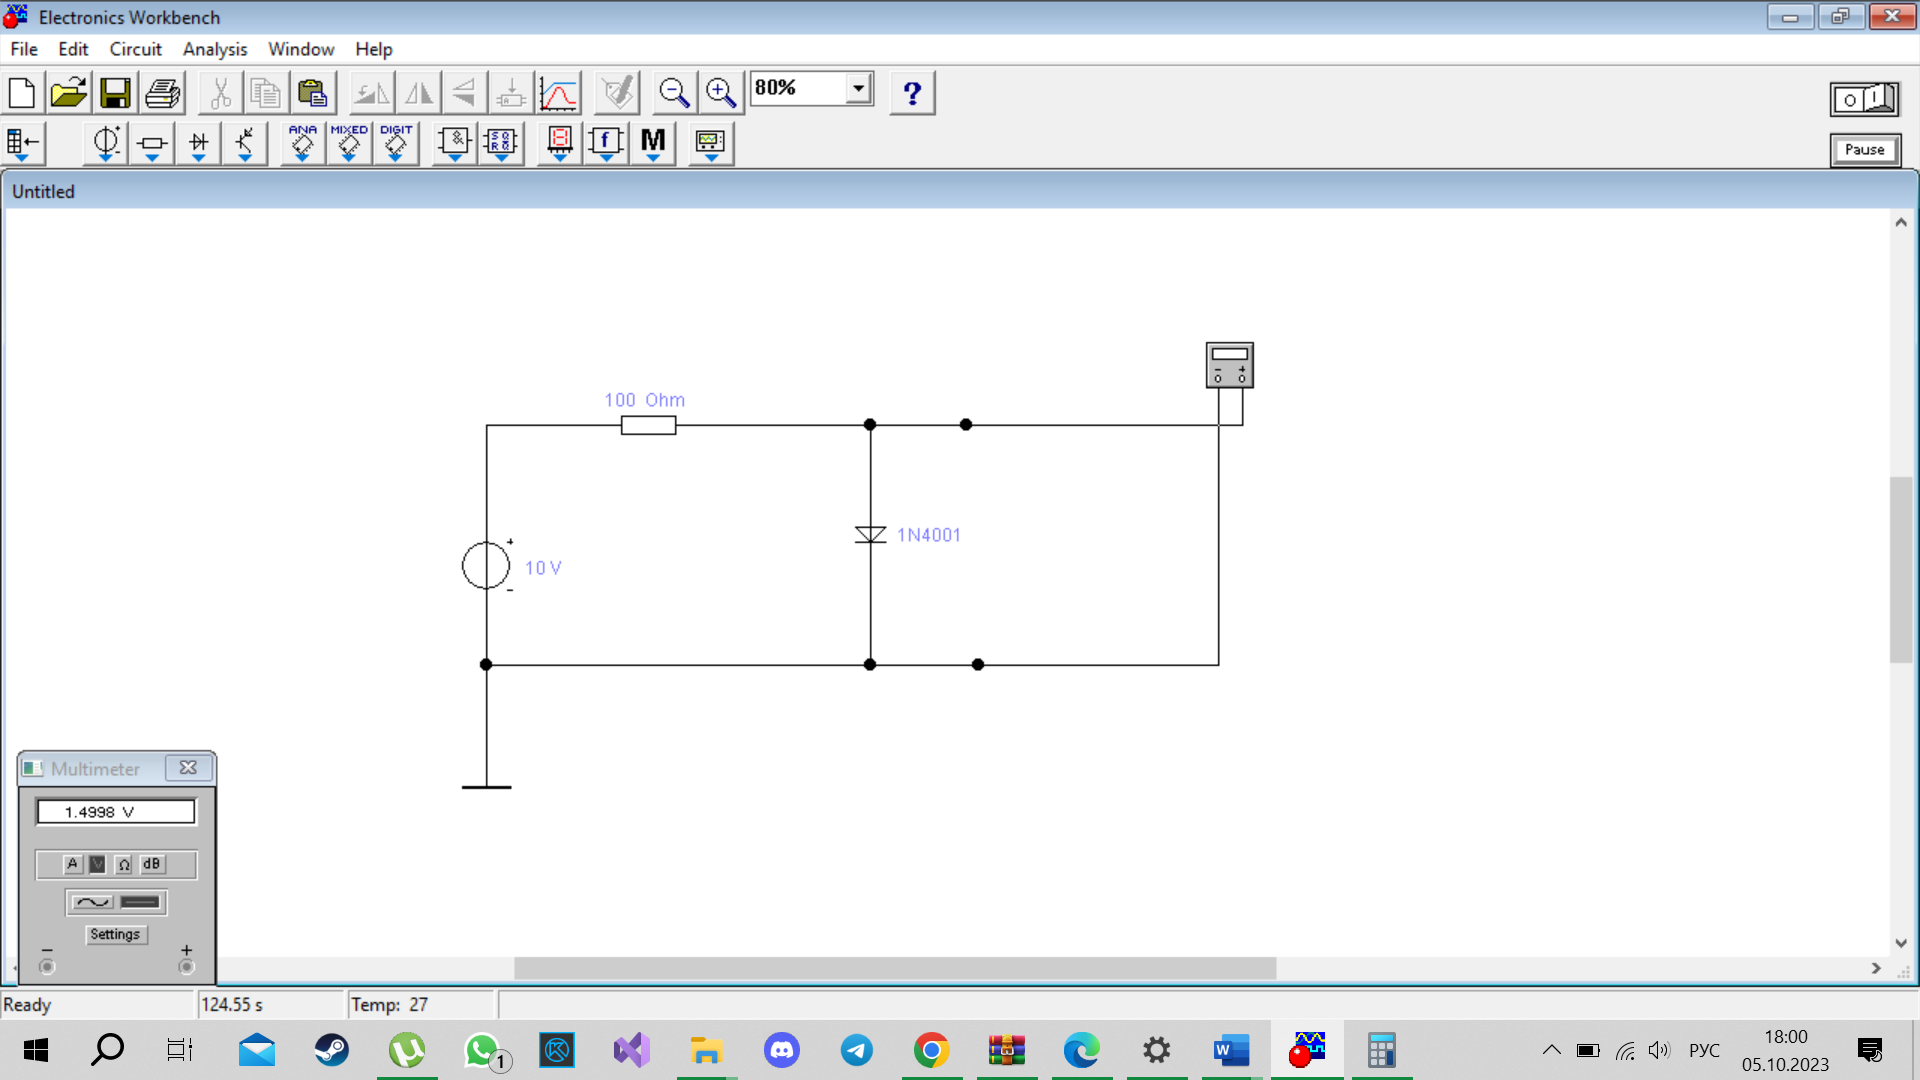 Electronics Workbench
File Edit Circuit Analysis Window Help
80%
?
ANA MIXED DIGIT
&
f
M
Pause
Untitled
100 Ohm
1N4001
+
10 V
-
Multimeter
1.4998 V
A V Ω dB
Settings
- +
Ready 124.55 s Temp: 27
1
РУС
18:00
05.10.2023